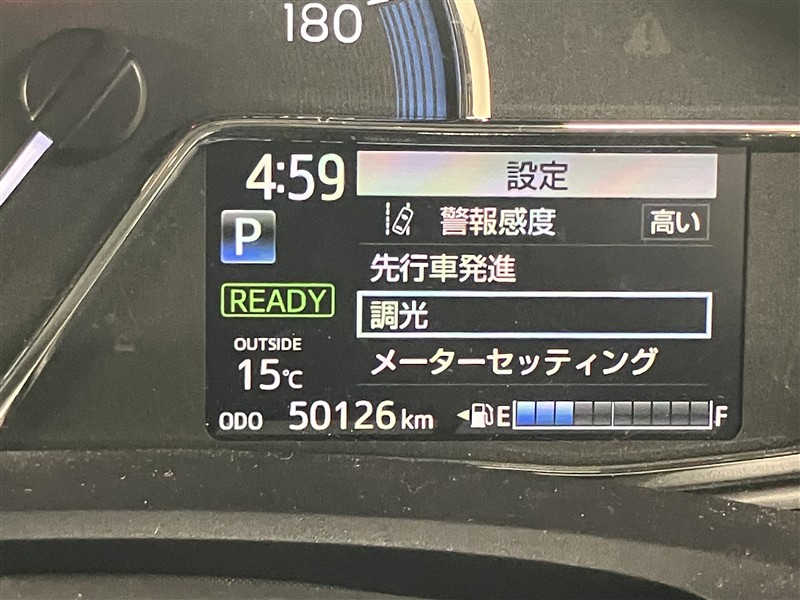 180
4:59
設定
警報感度 高い
P
先行車発進
READY
調光
OUTSIDE
15℃
メーターセッティング
ODO 50126 km
E F